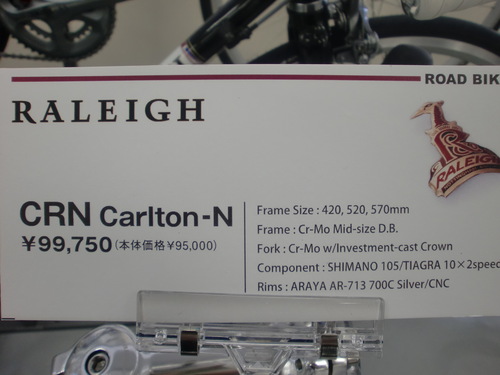 ROAD BIK
RALEIGH
RALEIGH
CRN Carlton-N
¥99,750(本体価格¥95,000)
Frame Size : 420, 520, 570mm
Frame : Cr-Mo Mid-size D.B.
Fork : Cr-Mo w/Investment-cast Crown
Component : SHIMANO 105/TIAGRA 10×2speed
Rims : ARAYA AR-713 700C Silver/CNC